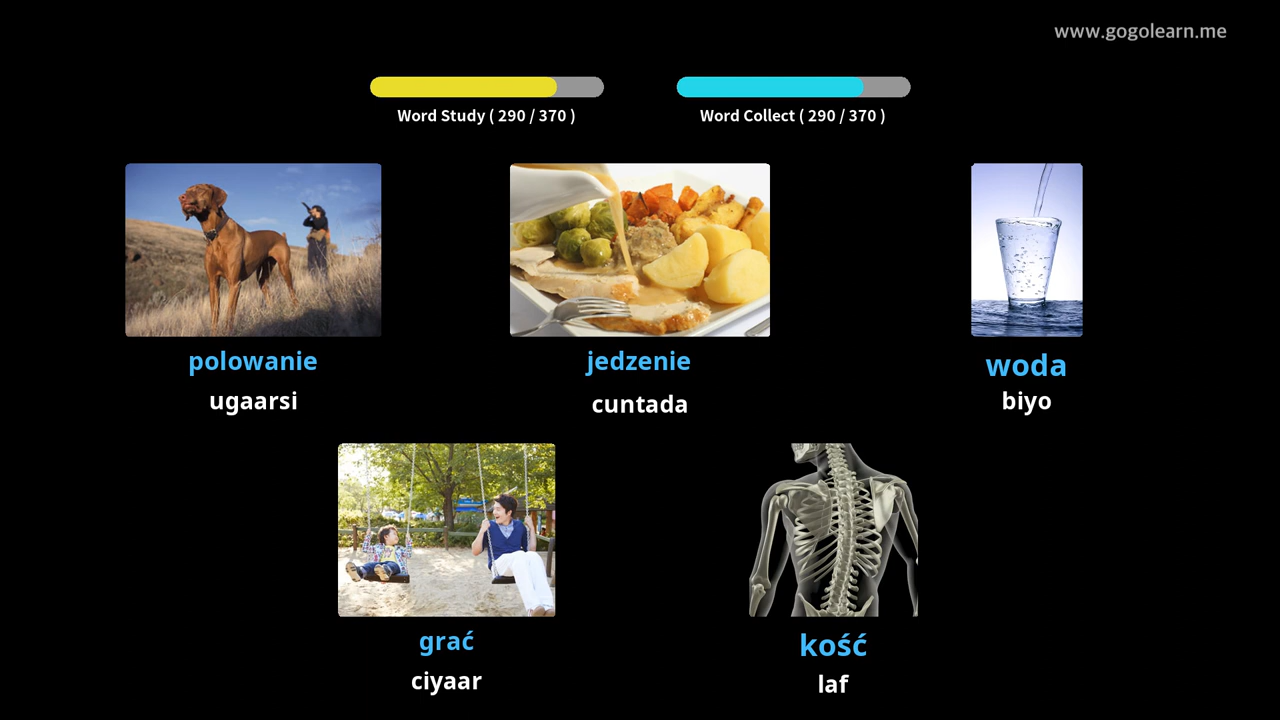 www.gogolearn.me
Word Study ( 290 / 370 )
Word Collect ( 290 / 370 )
polowanie
ugaarsi
jedzenie
cuntada
woda
biyo
grać
ciyaar
kość
laf